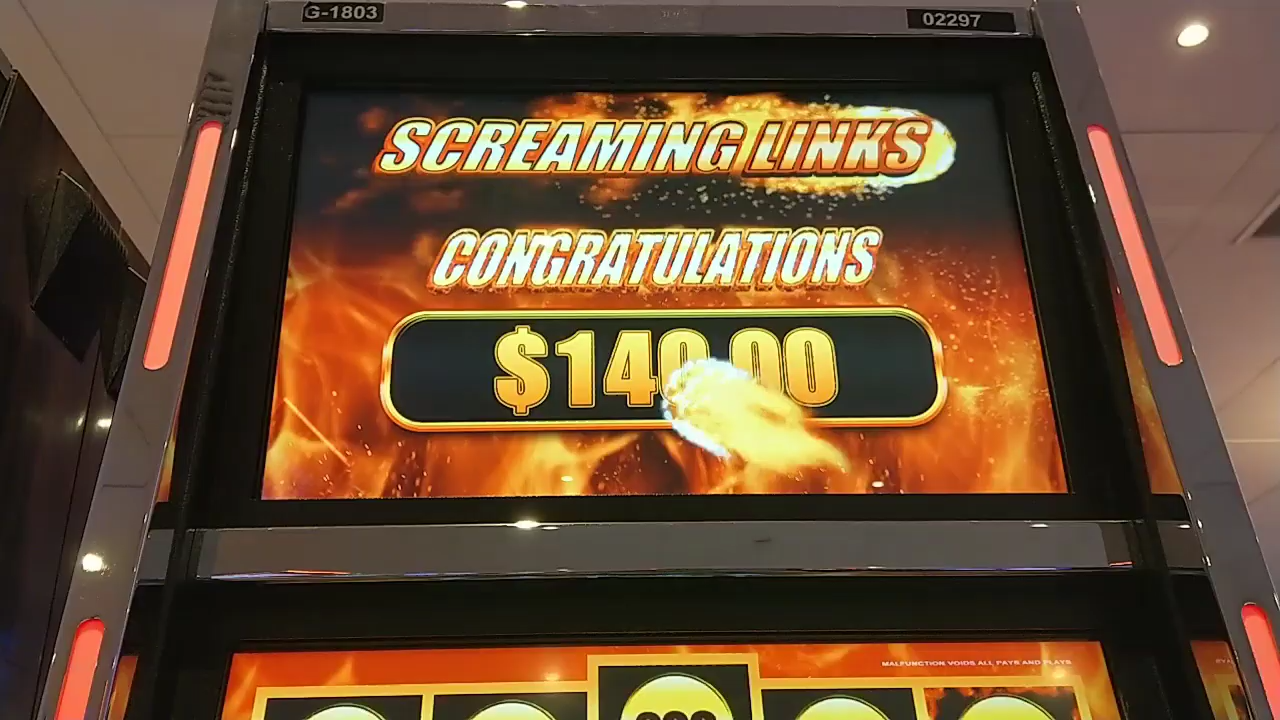 G-1803
02297
SCREAMING LINKS
CONGRATULATIONS
$140.00
MALFUNCTION VOIDS ALL PAYS AND PLAYS